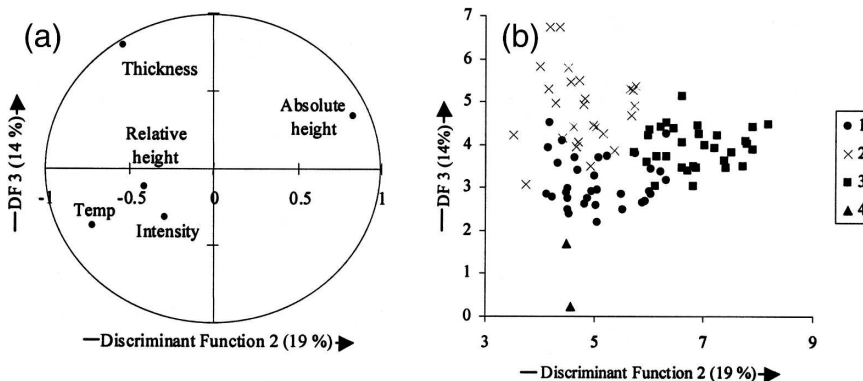 (a)
Thickness
Absolute
height
Relative
height
-1
-0.5
0
0.5
1
Temp
Intensity
DF 3 (14 %)
Discriminant Function 2 (19 %)
(b)
7
6
5
4
3
2
1
0
3
5
7
9
DF 3 (14%)
Discriminant Function 2 (19 %)
1
2
3
4